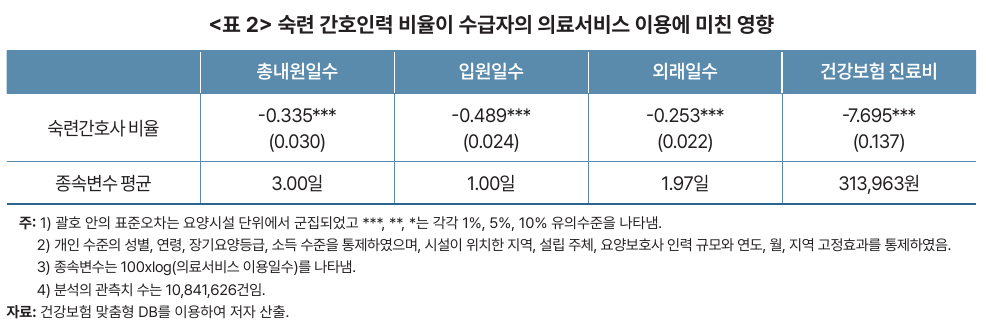 <표 2> 숙련 간호인력 비율이 수급자의 의료서비스 이용에 미친 영향
총내원일수 입원일수 외래일수 건강보험 진료비
숙련간호사 비율 -0.335*** -0.489*** -0.253*** -7.695***
(0.030) (0.024) (0.022) (0.137)
종속변수 평균 3.00일 1.00일 1.97일 313,963원
주: 1) 괄호 안의 표준오차는 요양시설 단위에서 군집되었고 ***, **, *는 각각 1%, 5%, 10% 유의수준을 나타냄.
2) 개인 수준의 성별, 연령, 장기요양등급, 소득 수준을 통제하였으며, 시설이 위치한 지역, 설립 주체, 요양보호사 인력 규모와 연도, 월, 지역 고정효과를 통제하였음.
3) 종속변수는 100xlog(의료서비스 이용일수)를 나타냄.
4) 분석의 관측치 수는 10,841,626건임.
자료: 건강보험 맞춤형 DB를 이용하여 저자 산출.